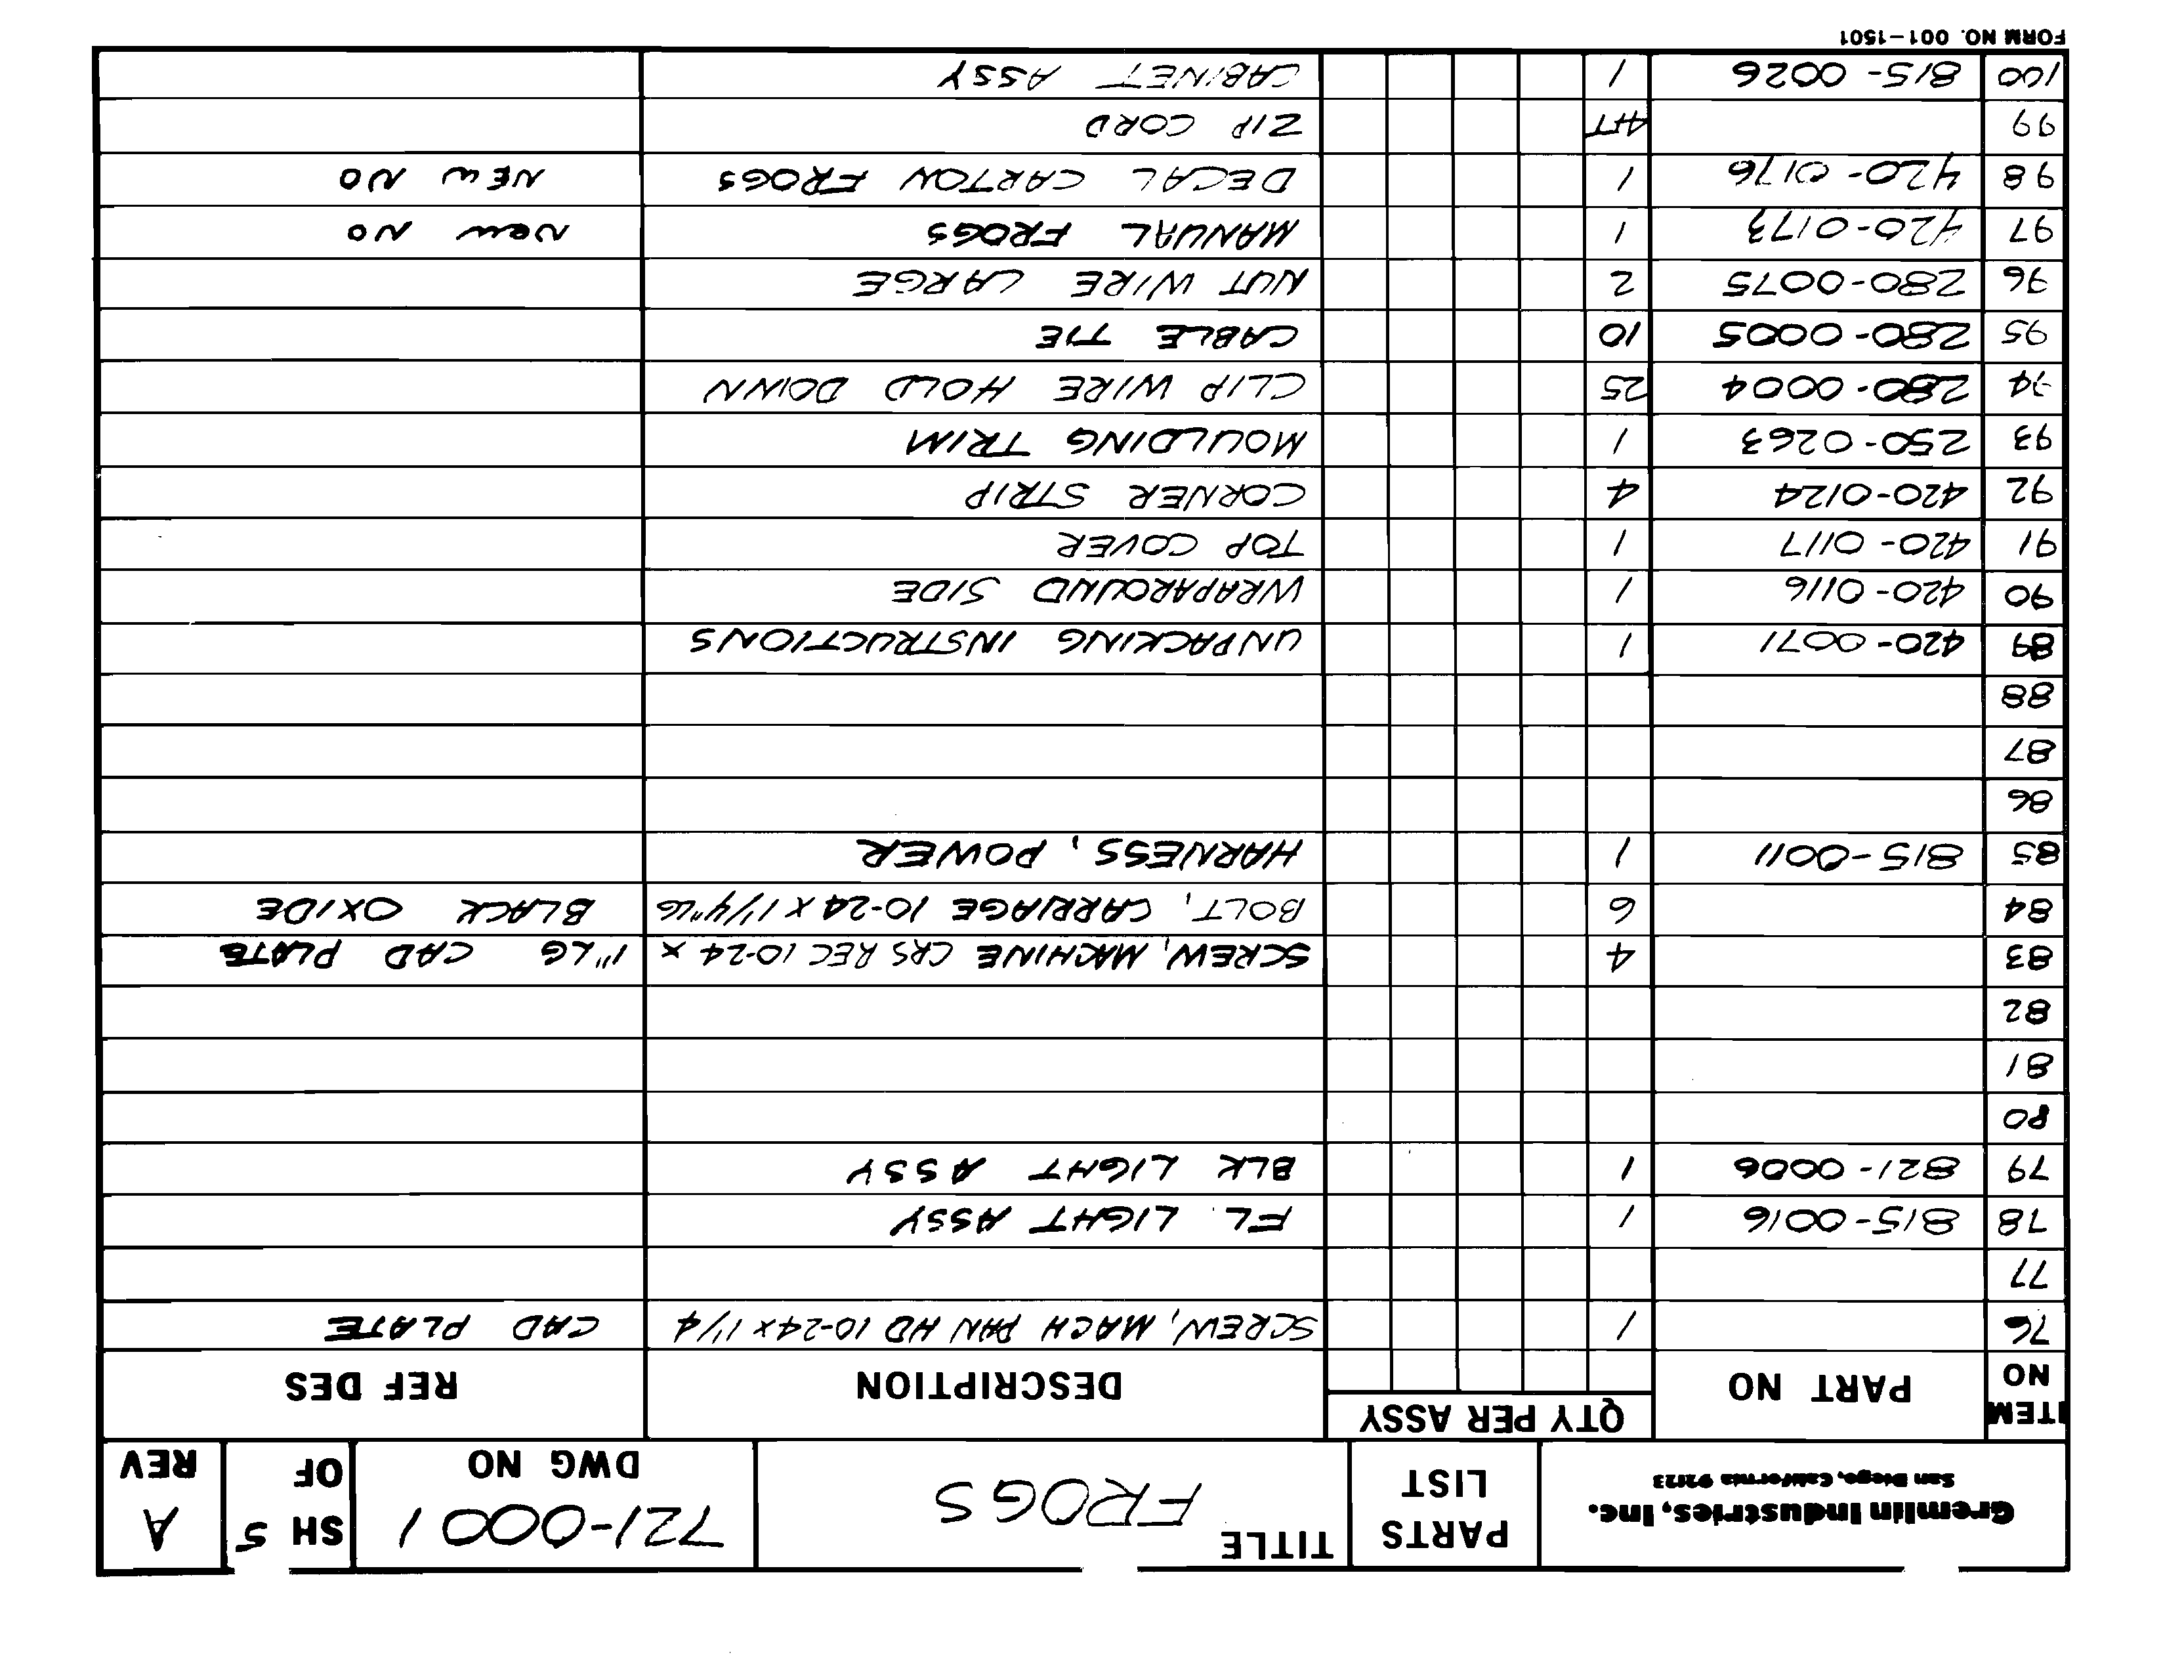 Gremlin Industries, Inc.
San Diego, California 92123
PARTS LIST
TITLE FROGS
DWG NO 721-0001
SH 5 OF
REV A
ITEM NO PART NO QTY PER ASSY DESCRIPTION REF DES
76 1 SCREW, MACH PAN HD 10-24 x 1 1/4 CAD PLATE
77
78 815-0016 1 FL. LIGHT ASSY
79 821-0006 1 BLK LIGHT ASSY
80
81
82
83 4 SCREW, MACHINE CRS REC 10-24 x 1" LG CAD PLATE
84 6 BOLT, CARRIAGE 10-24 x 1 1/4" LG BLACK OXIDE
85 815-0011 1 HARNESS, POWER
86
87
88
89 420-0071 1 UNPACKING INSTRUCTIONS
90 420-0116 1 WRAPAROUND SIDE
91 420-0117 1 TOP COVER
92 420-0124 4 CORNER STRIP
93 250-0263 1 MOULDING TRIM
94 280-0004 25 CLIP WIRE HOLD DOWN
95 280-0005 10 CABLE TIE
96 280-0075 2 NUT WIRE LARGE
97 420-0173 1 MANUAL FROGS NEW NO
98 420-0176 1 DECAL CARTON FROGS NEW NO
99 4FT ZIP CORD
100 815-0026 1 CABINET ASSY
FORM NO. 001-1501